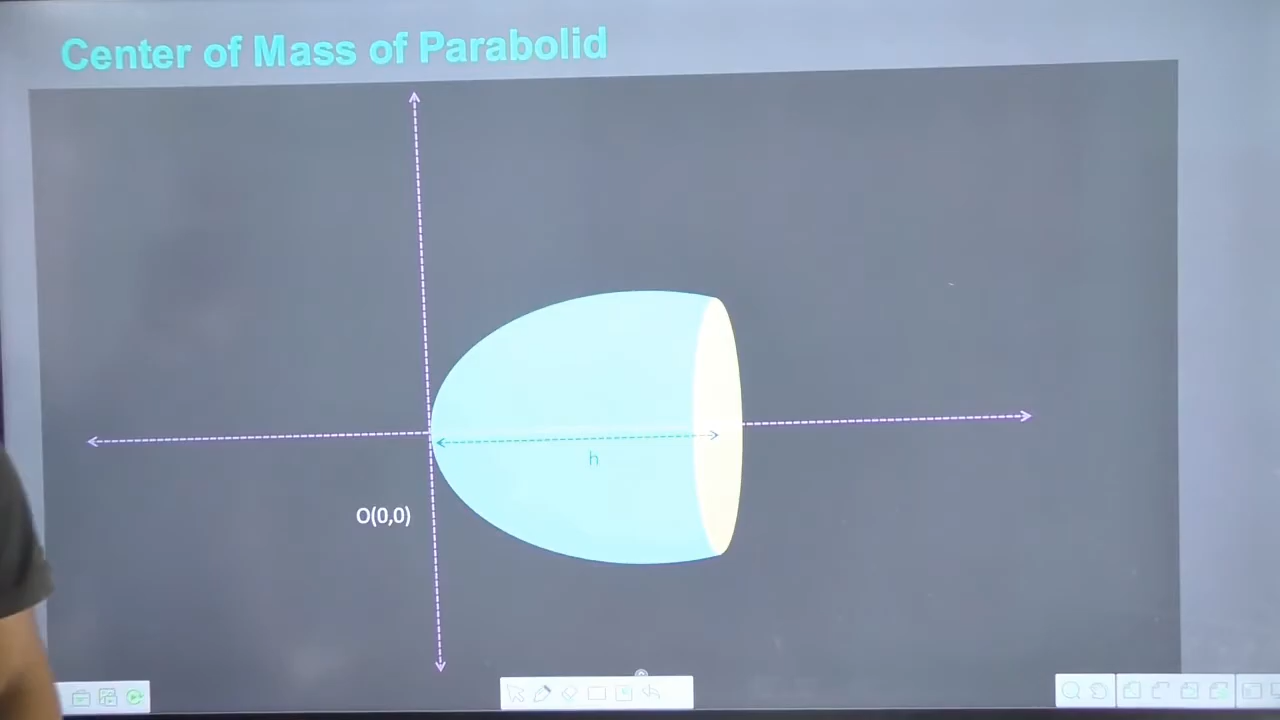 Center of Mass of Parabolid
h
O(0,0)